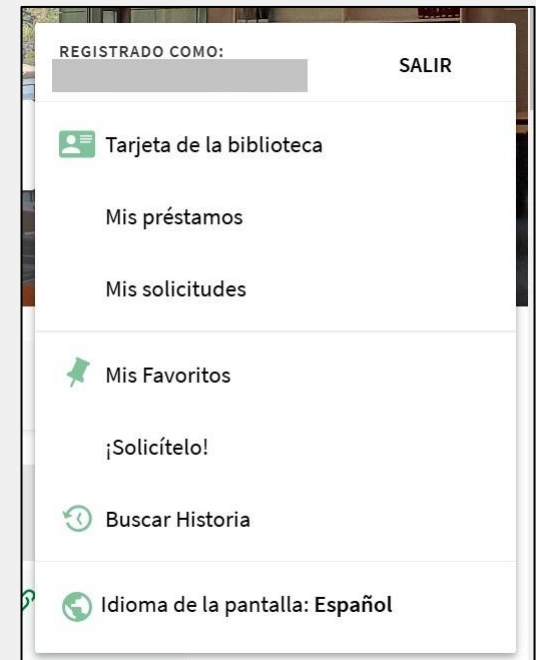 REGISTRADO COMO:
SALIR
Tarjeta de la biblioteca
Mis préstamos
Mis solicitudes
Mis Favoritos
¡Solicítelo!
Buscar Historia
Idioma de la pantalla: Español